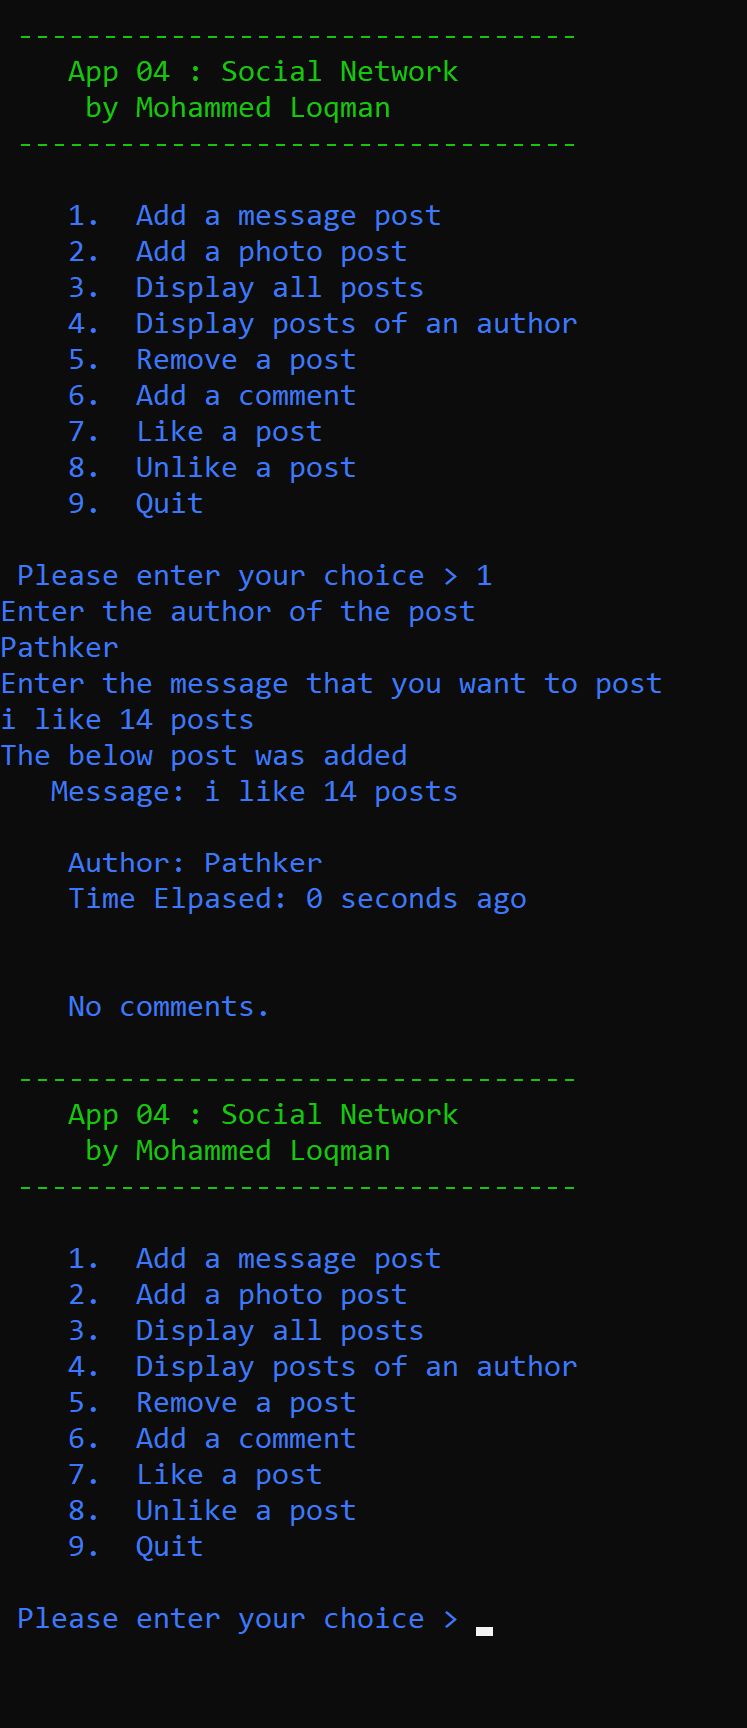 ---------------------------------
App 04 : Social Network
by Mohammed Loqman
---------------------------------
1. Add a message post
2. Add a photo post
3. Display all posts
4. Display posts of an author
5. Remove a post
6. Add a comment
7. Like a post
8. Unlike a post
9. Quit
Please enter your choice > 1
Enter the author of the post
Pathker
Enter the message that you want to post
i like 14 posts
The below post was added
Message: i like 14 posts
Author: Pathker
Time Elpased: 0 seconds ago
No comments.
---------------------------------
App 04 : Social Network
by Mohammed Loqman
---------------------------------
1. Add a message post
2. Add a photo post
3. Display all posts
4. Display posts of an author
5. Remove a post
6. Add a comment
7. Like a post
8. Unlike a post
9. Quit
Please enter your choice >